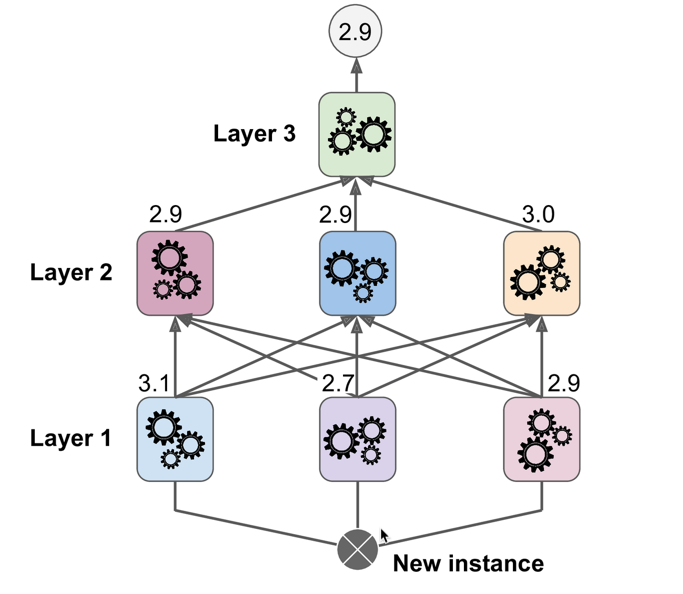 2.9
Layer 3
2.9
2.9
3.0
Layer 2
3.1
2.7
2.9
Layer 1
New instance